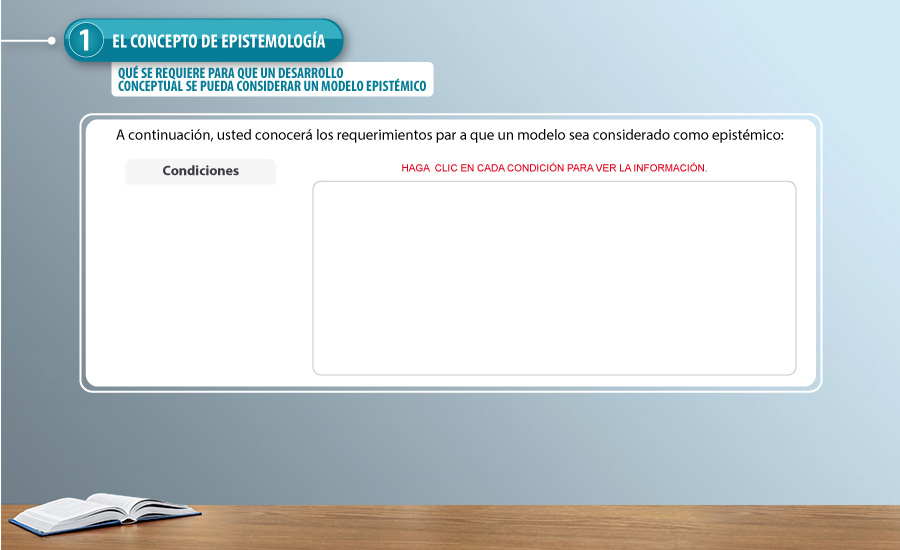 1 EL CONCEPTO DE EPISTEMOLOGÍA
QUÉ SE REQUIERE PARA QUE UN DESARROLLO
CONCEPTUAL SE PUEDA CONSIDERAR UN MODELO EPISTÉMICO
A continuación, usted conocerá los requerimientos par a que un modelo sea considerado como epistémico:
Condiciones
HAGA CLIC EN CADA CONDICIÓN PARA VER LA INFORMACIÓN.